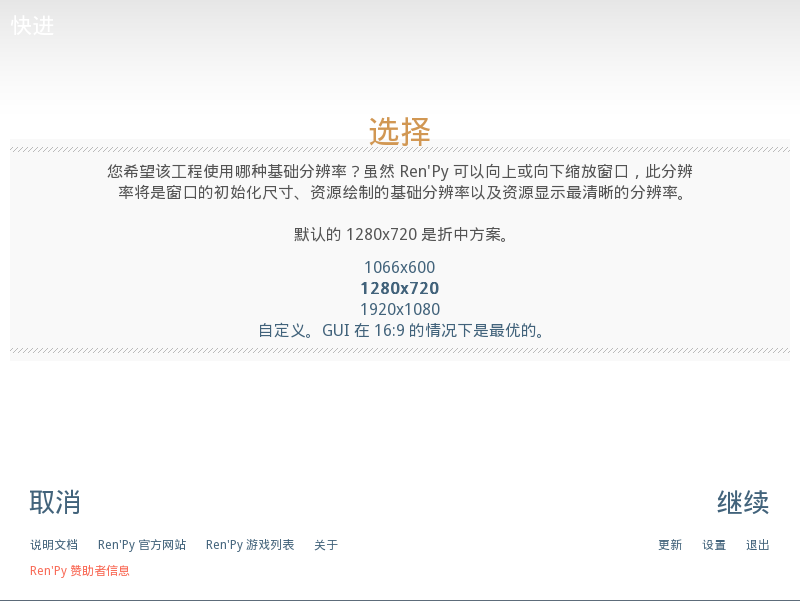 快进
选择
您希望该工程使用哪种基础分辨率？虽然 Ren'Py 可以向上或向下缩放窗口，此分辨
率将是窗口的初始化尺寸、资源绘制的基础分辨率以及资源显示最清晰的分辨率。
默认的 1280x720 是折中方案。
1066x600
1280x720
1920x1080
自定义。GUI 在 16:9 的情况下是最优的。
取消 继续
说明文档 Ren'Py 官方网站 Ren'Py 游戏列表 关于 更新 设置 退出
Ren'Py 赞助者信息